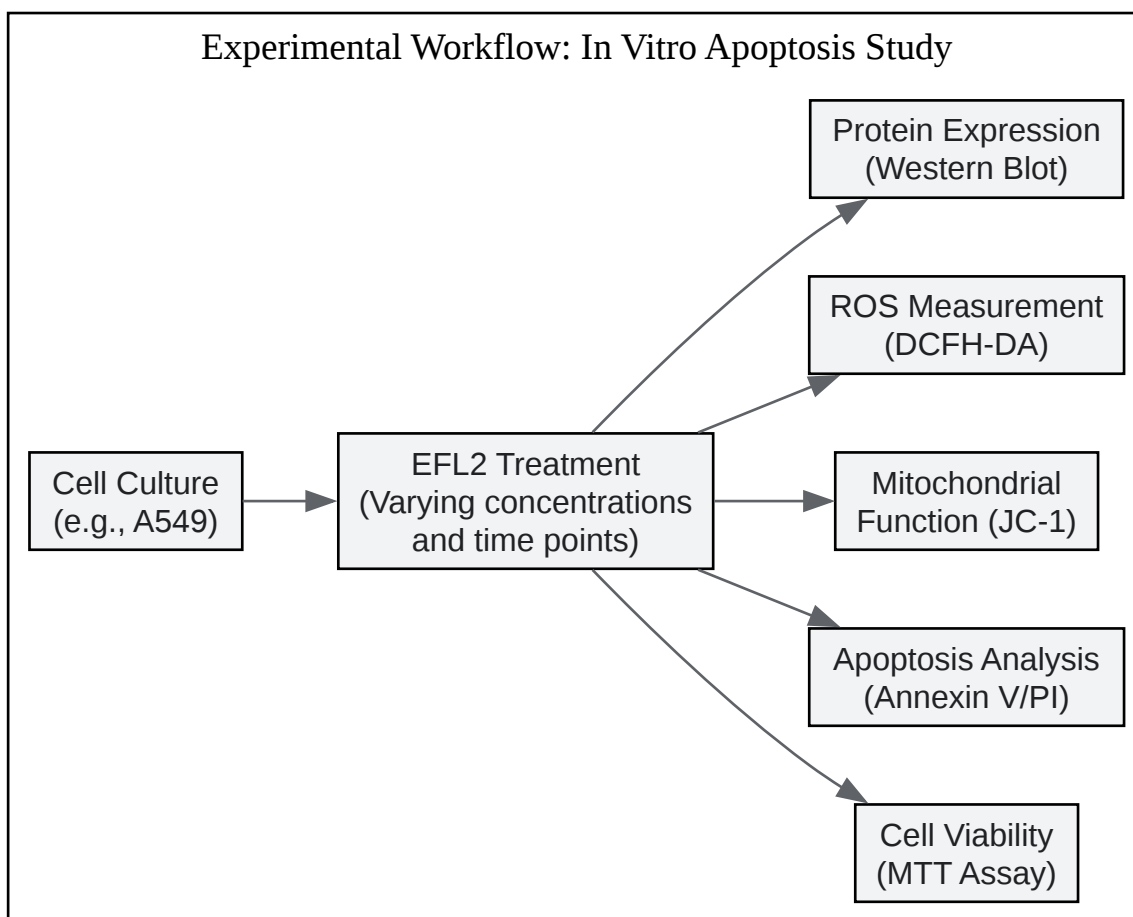 Experimental Workflow: In Vitro Apoptosis Study
Protein Expression
(Western Blot)
ROS Measurement
(DCFH-DA)
Cell Culture
(e.g., A549)
EFL2 Treatment
(Varying concentrations
and time points)
Mitochondrial
Function (JC-1)
Apoptosis Analysis
(Annexin V/PI)
Cell Viability
(MTT Assay)